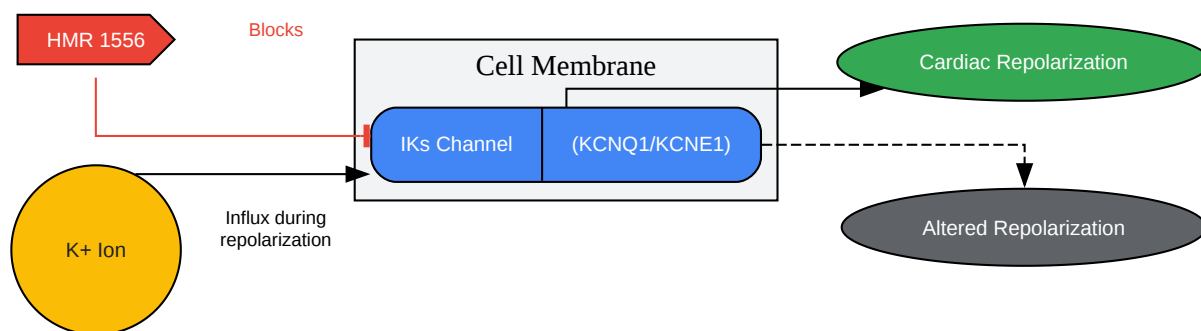 HMR 1556
Blocks
Cell Membrane
IKs Channel
(KCNQ1/KCNE1)
Cardiac Repolarization
K+ Ion
Influx during
repolarization
Altered Repolarization